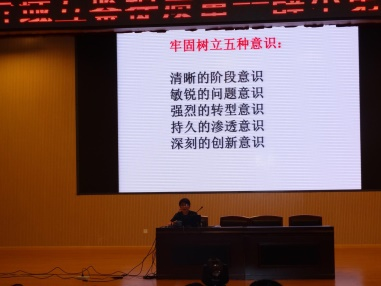 牢固树立五种意识：
清晰的阶段意识
敏锐的问题意识
强烈的转型意识
持久的渗透意识
深刻的创新意识